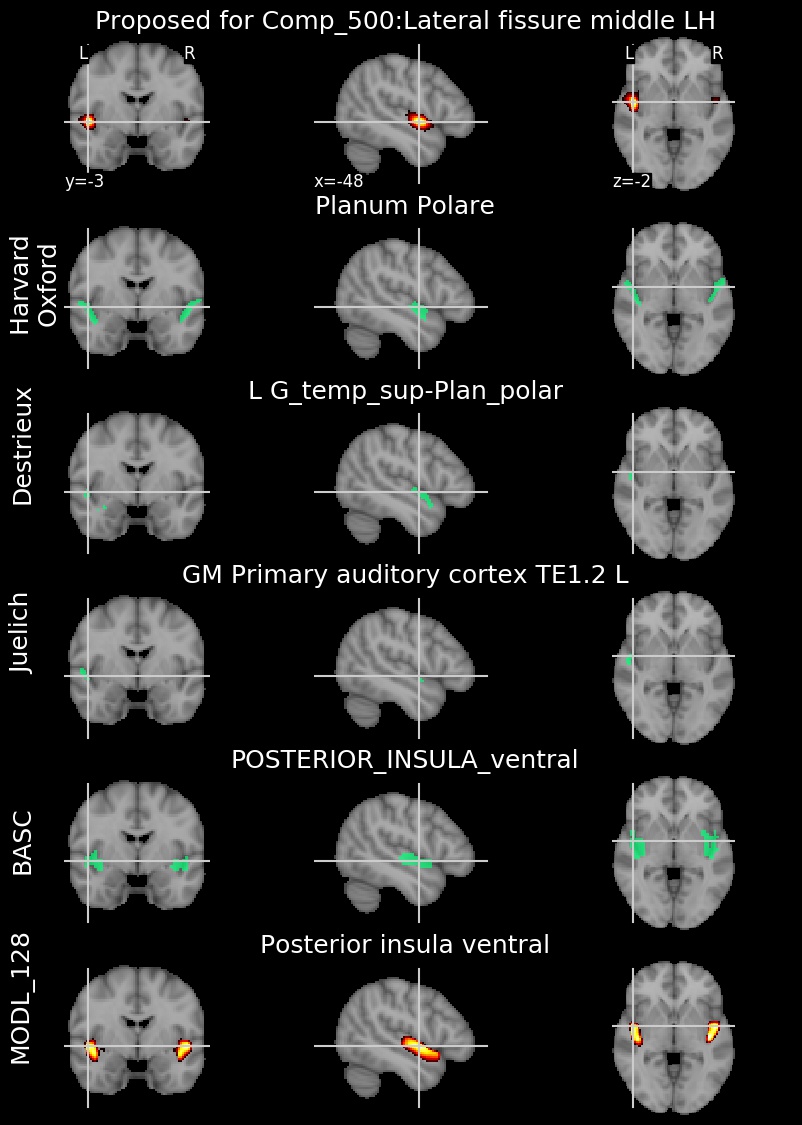 Proposed for Comp_500:Lateral fissure middle LH
L R L R
y=-3 x=-48 z=-2
Planum Polare
Harvard
Oxford
L G_temp_sup-Plan_polar
Destrieux
GM Primary auditory cortex TE1.2 L
Juelich
POSTERIOR_INSULA_ventral
BASC
Posterior insula ventral
MODL_128